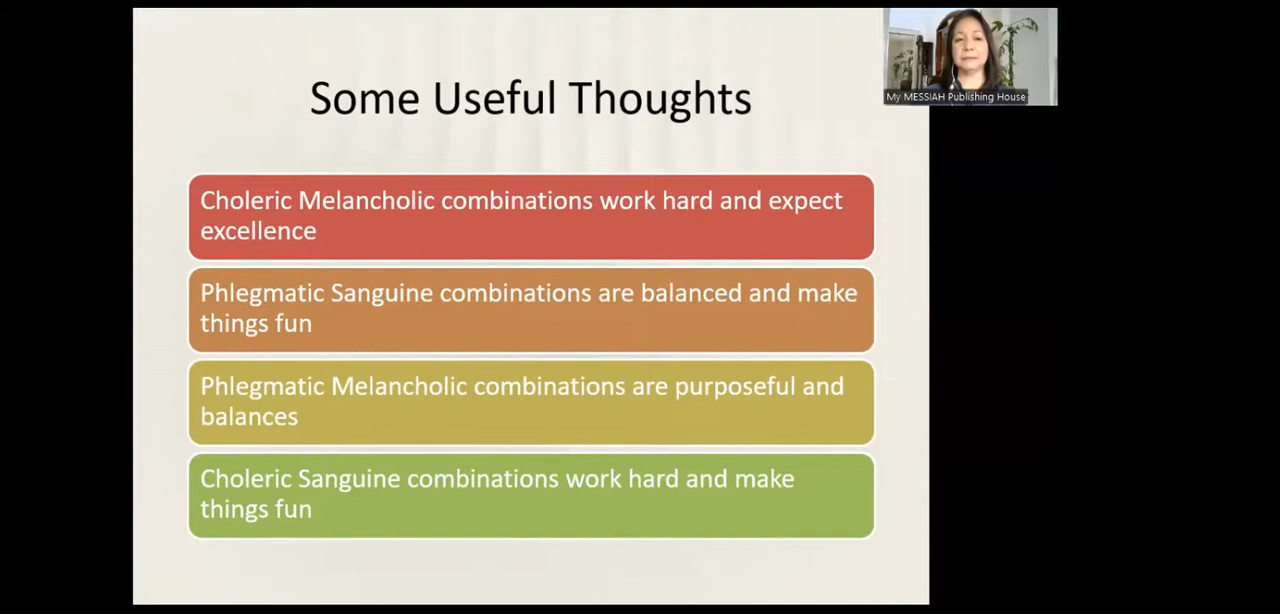 Some Useful Thoughts
My MESSIAH Publishing House
Choleric Melancholic combinations work hard and expect
excellence
Phlegmatic Sanguine combinations are balanced and make
things fun
Phlegmatic Melancholic combinations are purposeful and
balances
Choleric Sanguine combinations work hard and make
things fun